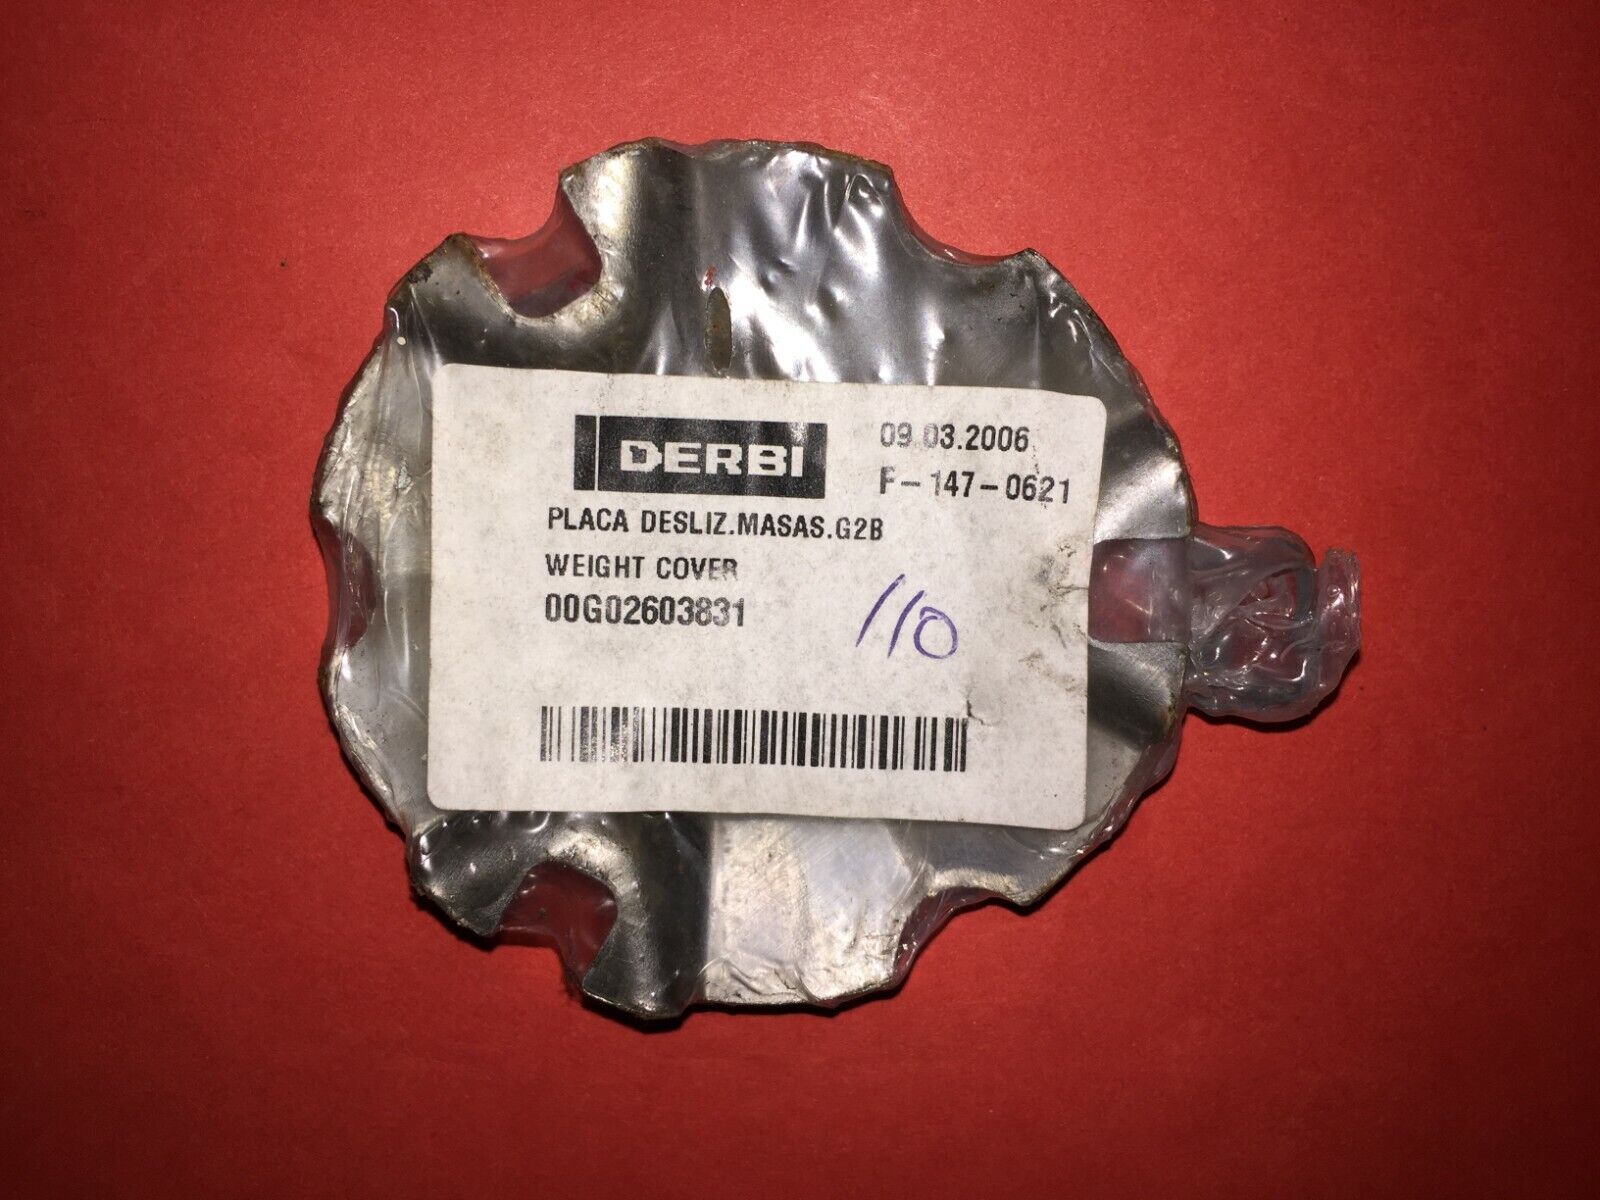 DERBI
09.03.2006
F-147-0621
PLACA DESLIZ.MASAS.G2B
WEIGHT COVER
00G02603831
110